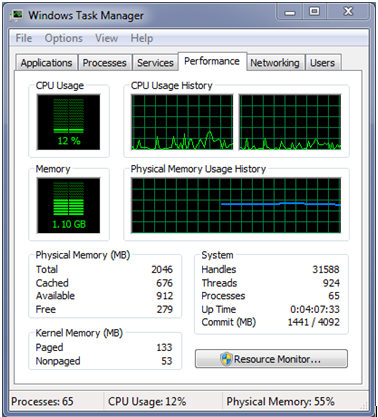 Windows Task Manager
File Options View Help
Applications Processes Services Performance Networking Users
CPU Usage CPU Usage History
12 %
Memory Physical Memory Usage History
1.10 GB
Physical Memory (MB)
Total 2046
Cached 676
Available 912
Free 279
Kernel Memory (MB)
Paged 133
Nonpaged 53
System
Handles 31588
Threads 924
Processes 65
Up Time 0:04:07:33
Commit (MB) 1441 / 4092
Resource Monitor...
Processes: 65 CPU Usage: 12% Physical Memory: 55%